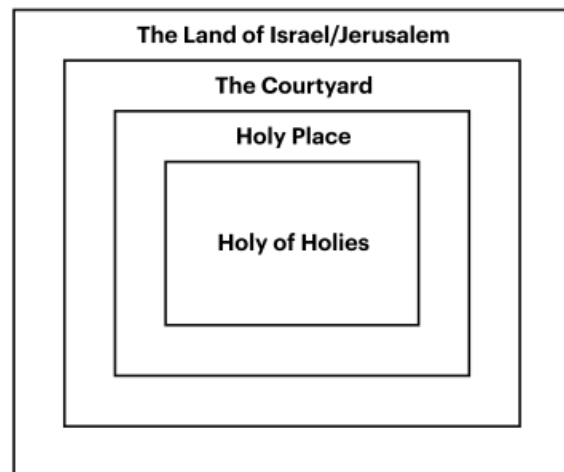 The Land of Israel/Jerusalem
The Courtyard
Holy Place
Holy of Holies